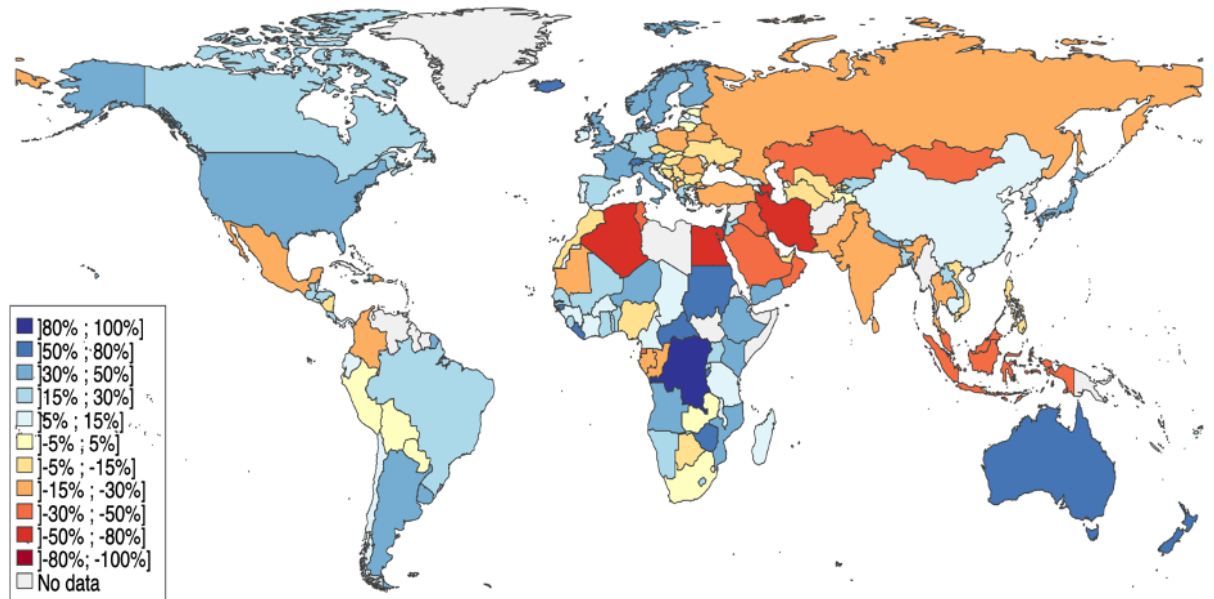 ]80% ; 100%]
]50% ; 80%]
]30% ; 50%]
]15% ; 30%]
]5% ; 15%]
]-5% ; 5%]
]-5% ; -15%]
]-15% ; -30%]
]-30% ; -50%]
]-50% ; -80%]
]-80% ; -100%]
No data